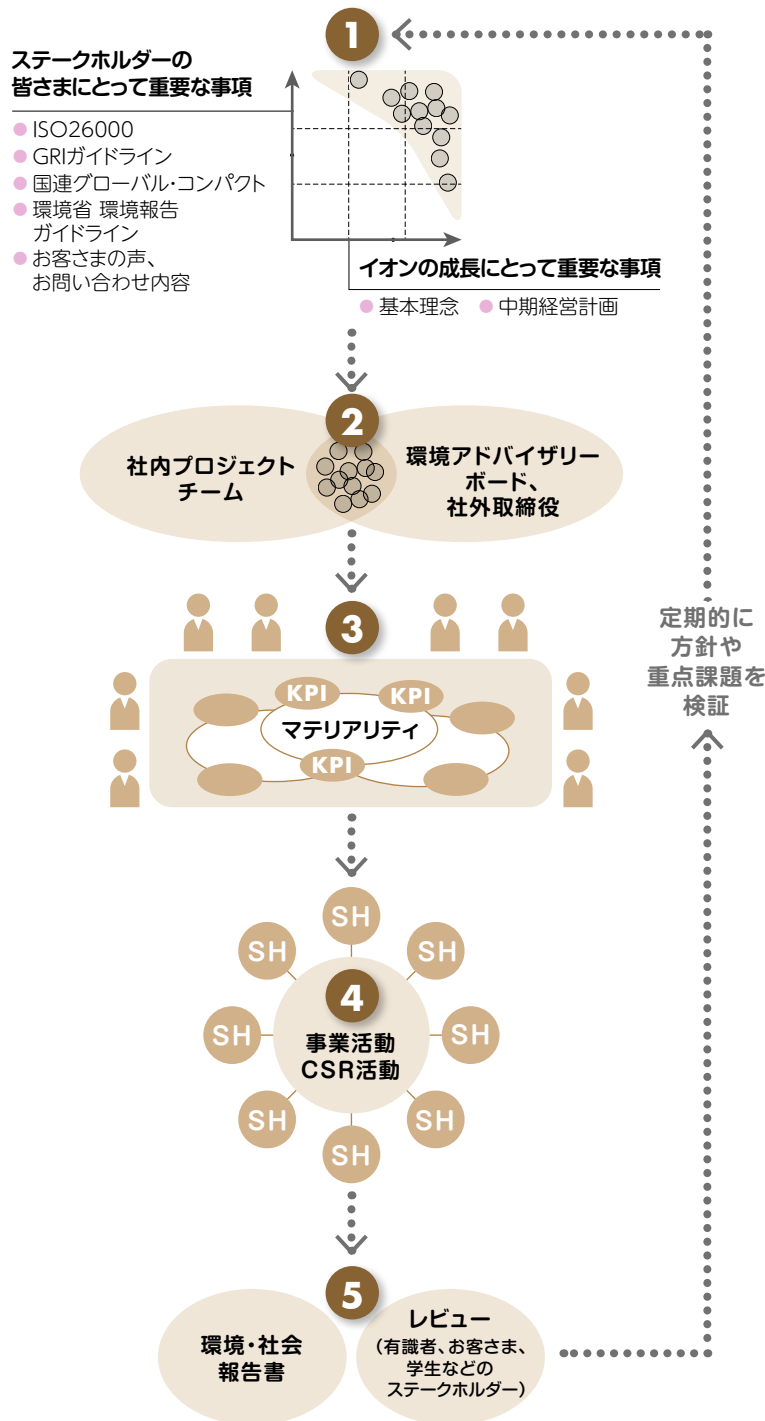 1
ステークホルダーの
皆さまにとって重要な事項
● ISO26000
● GRIガイドライン
● 国連グローバル・コンパクト
● 環境省 環境報告
ガイドライン
● お客さまの声、
お問い合わせ内容
イオンの成長にとって重要な事項
● 基本理念 ● 中期経営計画
2
社内プロジェクト
チーム
環境アドバイザリー
ボード、
社外取締役
3
KPI KPI
マテリアリティ
KPI
定期的に
方針や
重点課題を
検証
SH
SH SH
4
SH SH
事業活動
CSR活動
SH SH
SH
5
環境・社会
報告書
レビュー
(有識者、お客さま、
学生などの
ステークホルダー)